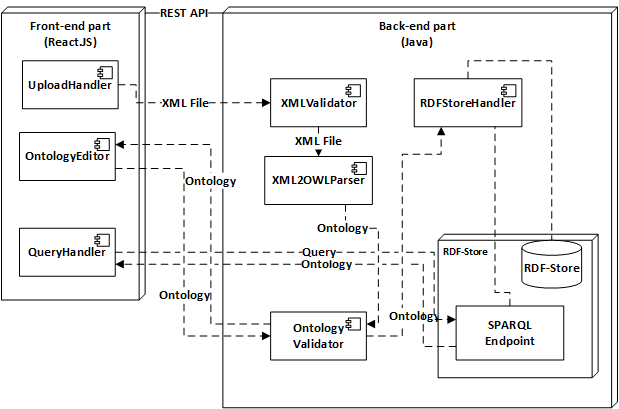 REST API
Front-end part
(React.JS)
Back-end part
(Java)
UploadHandler
XML File
XMLValidator
RDFStoreHandler
XML File
OntologyEditor
Ontology
XML2OWLParser
Ontology
QueryHandler
Query
Ontology
RDF-Store
RDF-Store
Ontology
Ontology
Validator
Ontology
SPARQL
Endpoint